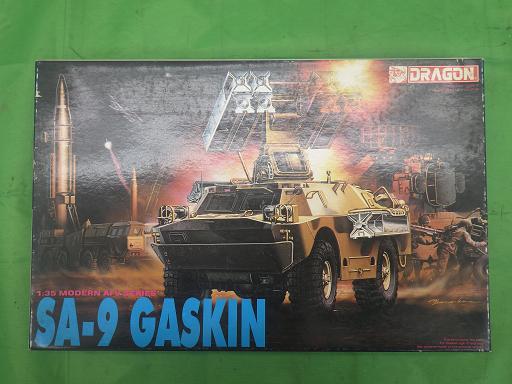 DRAGON
1:35 MODERN AFV SERIES
SA-9 GASKIN